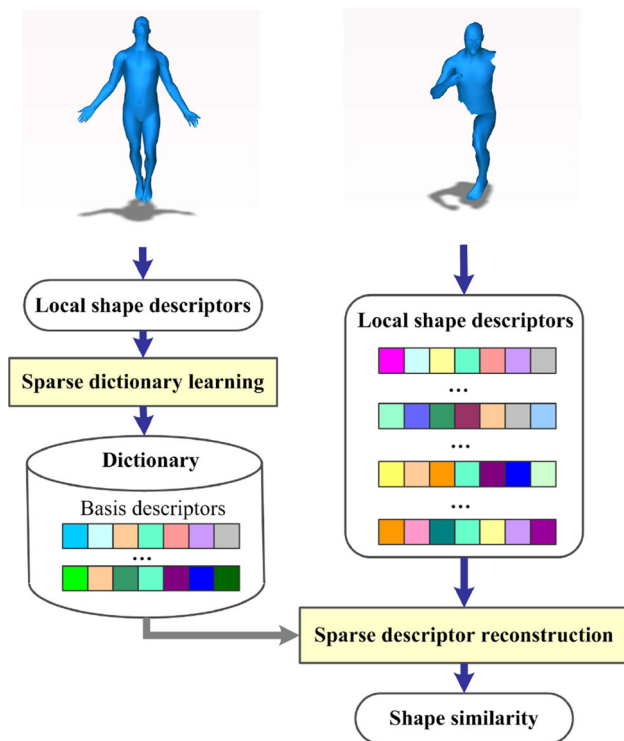 Local shape descriptors
Sparse dictionary learning
Dictionary
Basis descriptors
...
Local shape descriptors
...
...
...
Sparse descriptor reconstruction
Shape similarity